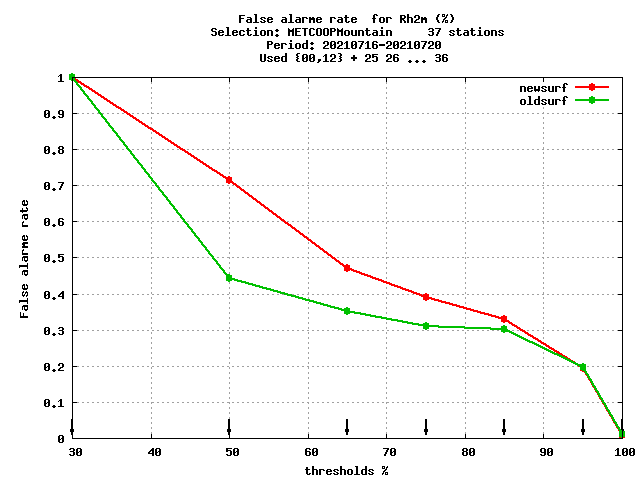 False alarme rate  for Rh2m (%)
Selection: METCOOPMountain     37 stations
Period: 20210716-20210720
Used {00,12} + 25 26 ... 36
newsurf
oldsurf
1
0.9
0.8
0.7
0.6
0.5
0.4
0.3
0.2
0.1
0
False alarme rate
30 40 50 60 70 80 90 100
thresholds %